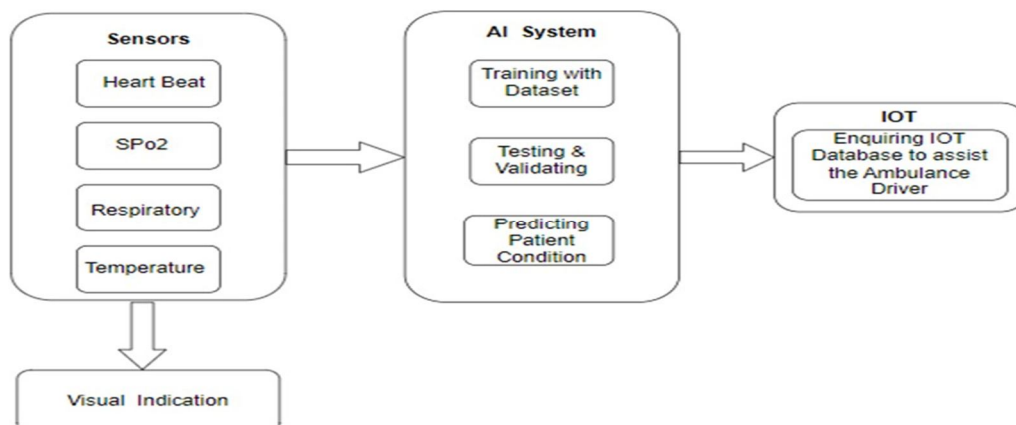 Sensors
Heart Beat
SPo2
Respiratory
Temperature
Visual Indication
AI System
Training with
Dataset
Testing &
Validating
Predicting
Patient
Condition
IOT
Enquiring IOT
Database to assist
the Ambulance
Driver